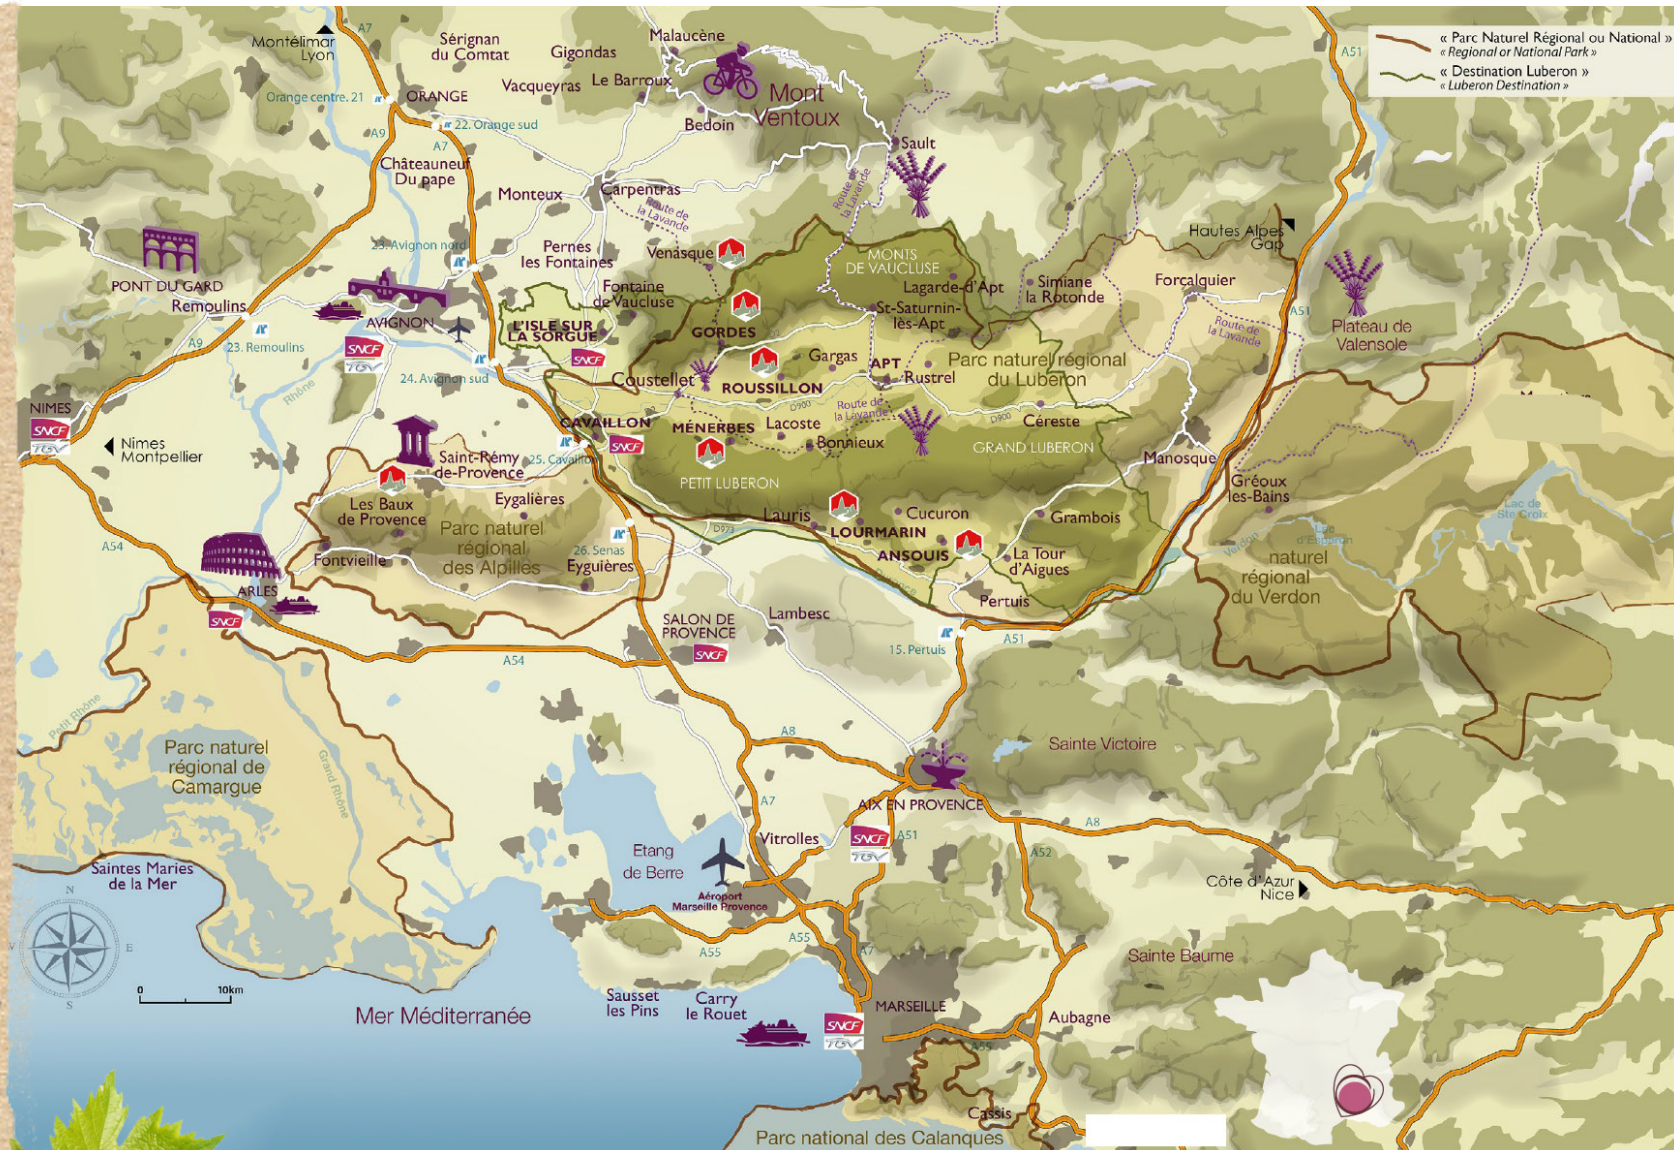 A7
Montélimar
Lyon
Sérignan
du Comtat
Gigondas
Malaucène
Vacqueyras
Le Barroux
Mont
Ventoux
Bedoin
A51
« Parc Naturel Régional ou National »
« Regional or National Park »
« Destination Luberon »
« Luberon Destination »
Orange centre. 21
ORANGE
22. Orange sud
A9
A7
Châteauneuf
Du pape
Sault
Monteux
Carpentras
Route de
la Lavande
Route de
la Lavande
Hautes Alpes
Gap
23. Avignon nord
Pernes
les Fontaines
Venasque
MONTS
DE VAUCLUSE
PONT DU GARD
Remoulins
Fontaine
de Vaucluse
Lagarde-d'Apt
Simiane
la Rotonde
Forcalquier
AVIGNON
L'ISLE SUR
LA SORGUE
GORDES
St-Saturnin-
lès-Apt
A51
Route de
la Lavande
Plateau de
Valensole
A9
23. Remoulins
SNCF
TGV
SNCF
Rhône
24. Avignon sud
Coustellet
ROUSSILLON
Gargas
APT
Rustrel
Parc naturel régional
du Luberon
NIMES
SNCF
TGV
Nimes
Montpellier
CAVAILLON
SNCF
25. Cavaillon
MÉNERBES
Lacoste
Bonnieux
D900
Route de
la Lavande
D900
Céreste
GRAND LUBERON
Manosque
Saint-Rémy
de-Provence
Eygalières
PETIT LUBERON
Gréoux
les-Bains
Les Baux
de Provence
Parc naturel
régional
des Alpilles
Lauris
LOURMARIN
Cucuron
ANSOUIS
Grambois
La Tour
d'Aigues
D973
Durance
Lac de
Ste Croix
Lac
d'Esparron
Verdon
naturel
régional
du Verdon
A54
Fontvieille
26. Senas
Eyguières
ARLES
SNCF
Pertuis
SALON DE
PROVENCE
SNCF
Lambesc
15. Pertuis
A51
A54
Petit Rhône
Grand Rhône
Parc naturel
régional de
Camargue
A8
Sainte Victoire
AIX EN PROVENCE
A7
Vitrolles
SNCF
TGV
A51
A8
A52
Etang
de Berre
Aéroport
Marseille Provence
Saintes Maries
de la Mer
Côte d'Azur
Nice
N
E
S
V
0
10km
A55
A55
A7
Sainte Baume
Mer Méditerranée
Sausset
les Pins
Carry
le Rouet
SNCF
TGV
MARSEILLE
Aubagne
A55
Cassis
Parc national des Calanques